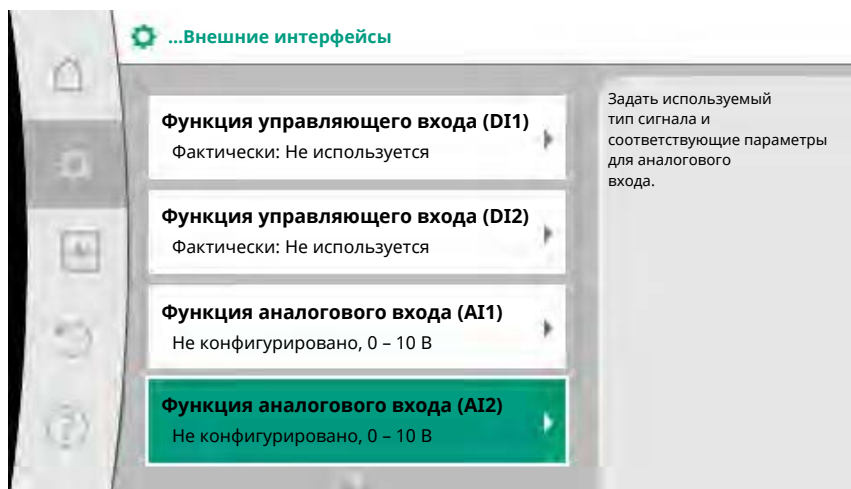 ...Внешние интерфейсы
Функция управляющего входа (DI1)
Фактически: Не используется
Функция управляющего входа (DI2)
Фактически: Не используется
Функция аналогового входа (AI1)
Не конфигурировано, 0 – 10 В
Функция аналогового входа (AI2)
Не конфигурировано, 0 – 10 В
Задать используемый
тип сигнала и
соответствующие параметры
для аналогового
входа.